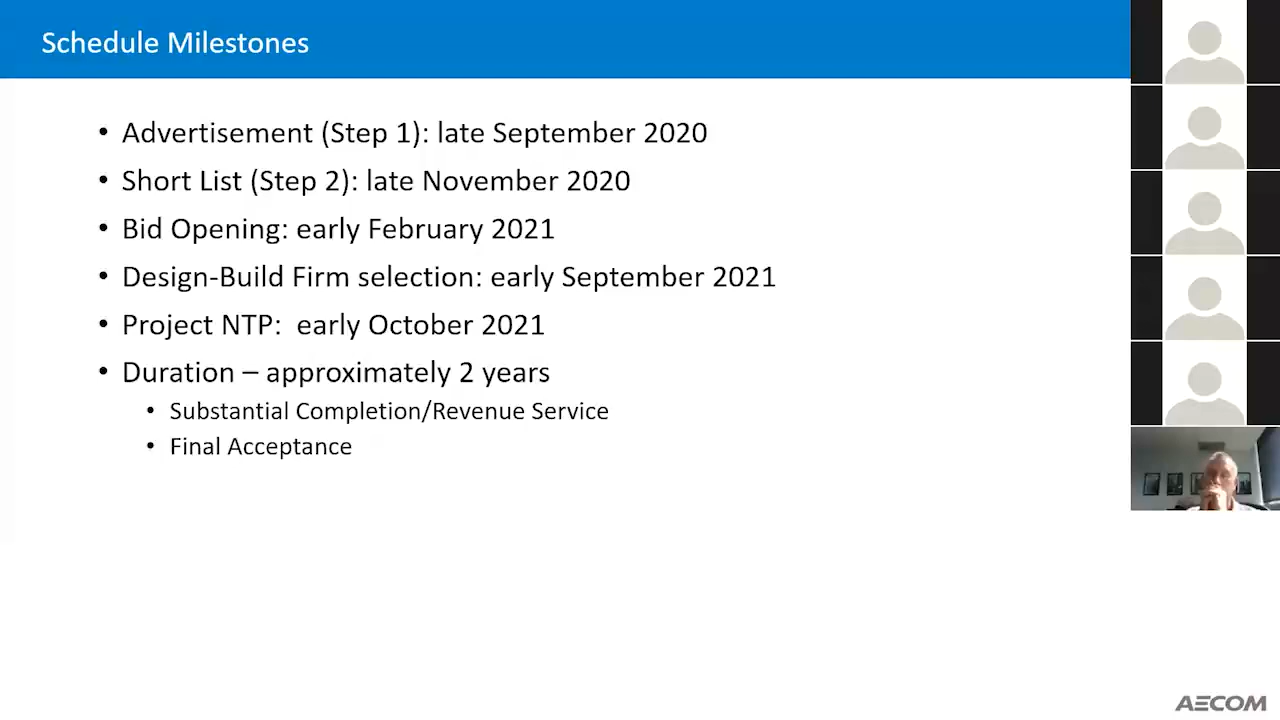 Schedule Milestones
• Advertisement (Step 1): late September 2020
• Short List (Step 2): late November 2020
• Bid Opening: early February 2021
• Design-Build Firm selection: early September 2021
• Project NTP:  early October 2021
• Duration – approximately 2 years
• Substantial Completion/Revenue Service
• Final Acceptance
AECOM